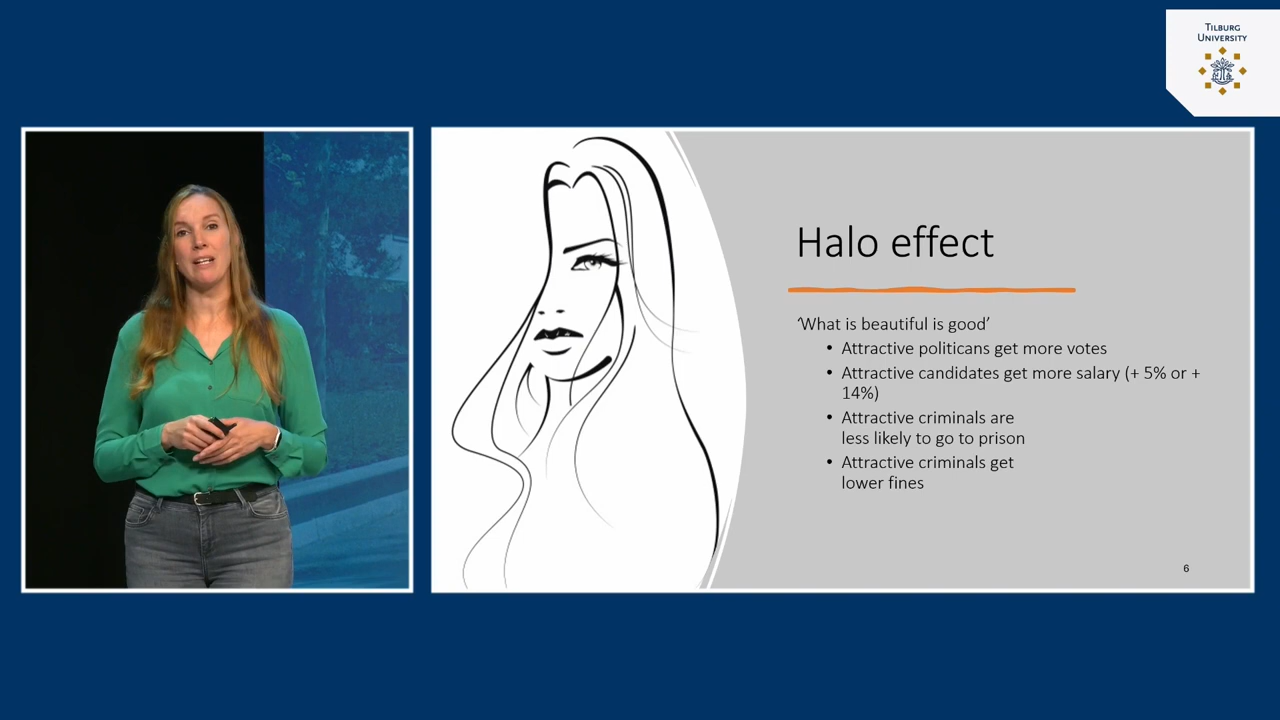 TILBURG
UNIVERSITY
Halo effect
‘What is beautiful is good’
• Attractive politicans get more votes
• Attractive candidates get more salary (+ 5% or +
14%)
• Attractive criminals are
less likely to go to prison
• Attractive criminals get
lower fines
6